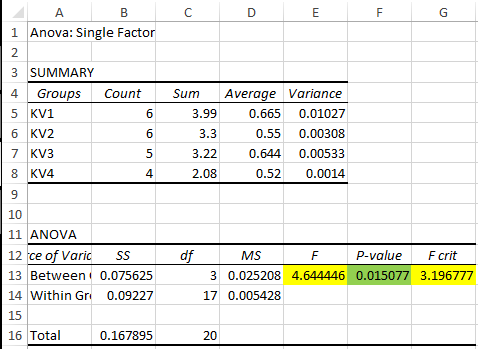 A B C D E F G
1 Anova: Single Factor
2
3 SUMMARY
4 Groups Count Sum Average Variance
5 KV1 6 3.99 0.665 0.01027
6 KV2 6 3.3 0.55 0.00308
7 KV3 5 3.22 0.644 0.00533
8 KV4 4 2.08 0.52 0.0014
9
10
11 ANOVA
12 ce of Varia SS df MS F P-value F crit
13 Between 0.075625 3 0.025208 4.644446 0.015077 3.196777
14 Within Gr 0.09227 17 0.005428
15
16 Total 0.167895 20